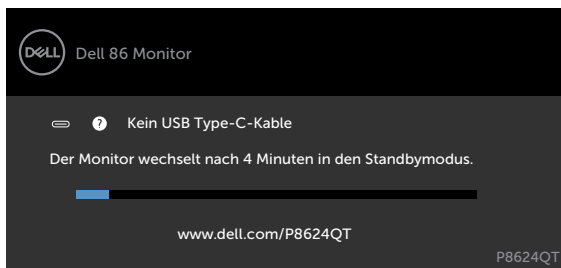 DELL
Dell 86 Monitor
? Kein USB Type-C-Kable
Der Monitor wechselt nach 4 Minuten in den Standbymodus.
www.dell.com/P8624QT
P8624QT